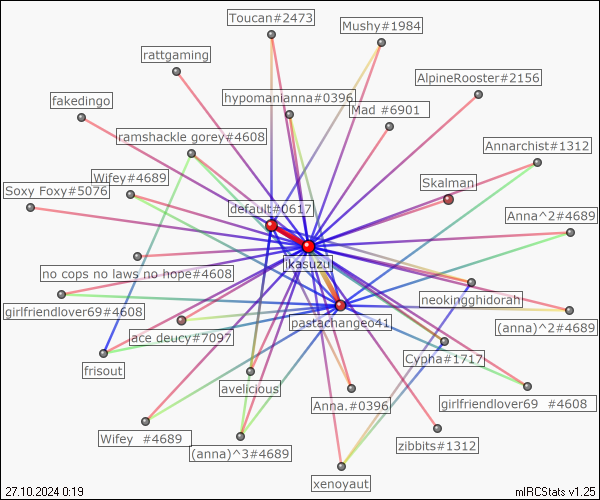 Toucan#2473
Mushy#1984
rattgaming
AlpineRooster#2156
fakedingo
hypomanianna#0396
Mad #6901
ramshackle gorey#4608
Annarchist#1312
Wifey#4689
Skalman
Soxy Foxy#5076
default#0617
Anna^2#4689
ikasuzu
no cops no laws no hope#4608
neokingghidorah
girlfriendlover69#4608
pastachangeo41
(anna)^2#4689
ace deucy#7097
Cypha#1717
frisout
avelicious
Anna.#0396
girlfriendlover69 #4608
Wifey #4689
zibbits#1312
(anna)^3#4689
xenoyaut
27.10.2024 0:19
mIRCStats v1.25